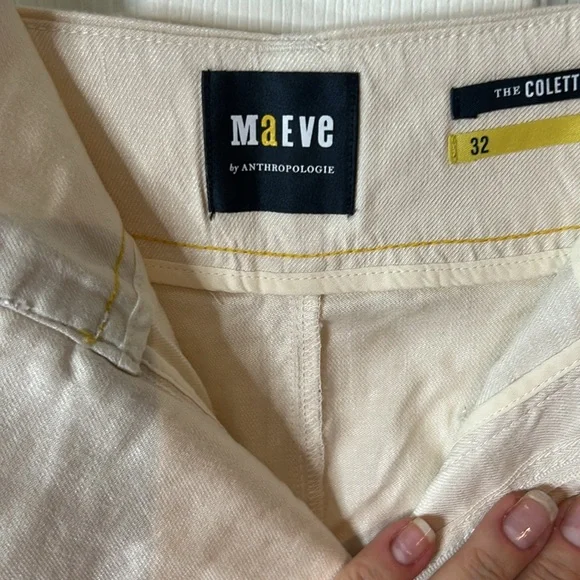 MaEVe
by ANTHROPOLOGIE
THE COLETT
32